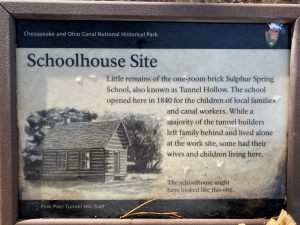 Chesapeake and Ohio Canal National Historical Park
Schoolhouse Site
Little remains of the one-room brick Sulphur Spring
School, also known as Tunnel Hollow. The school
opened here in 1840 for the children of local families
and canal workers. While a
majority of the tunnel builders
left family behind and lived alone
at the work site, some had their
wives and children living here.
The schoolhouse might
have looked like this one.
Paw Paw Tunnel Hill Trail